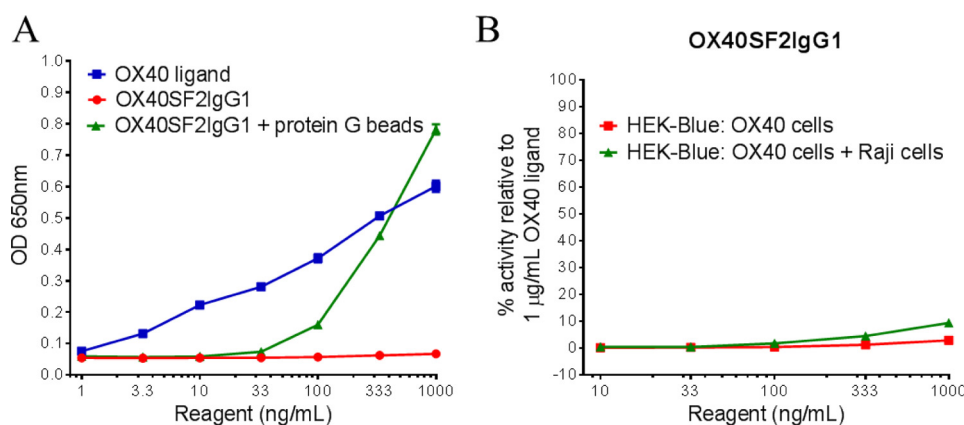 A
1.0
0.9
0.8
0.7
0.6
0.5
0.4
0.3
0.2
0.1
0.0
OD 650nm
OX40 ligand
OX40SF2IgG1
OX40SF2IgG1 + protein G beads
1 3.3 10 33 100 333 1000
Reagent (ng/mL)
B
OX40SF2IgG1
100
90
80
70
60
50
40
30
20
10
0
-10
% activity relative to
1 µg/mL OX40 ligand
HEK-Blue: OX40 cells
HEK-Blue: OX40 cells + Raji cells
10 33 100 333 1000
Reagent (ng/mL)